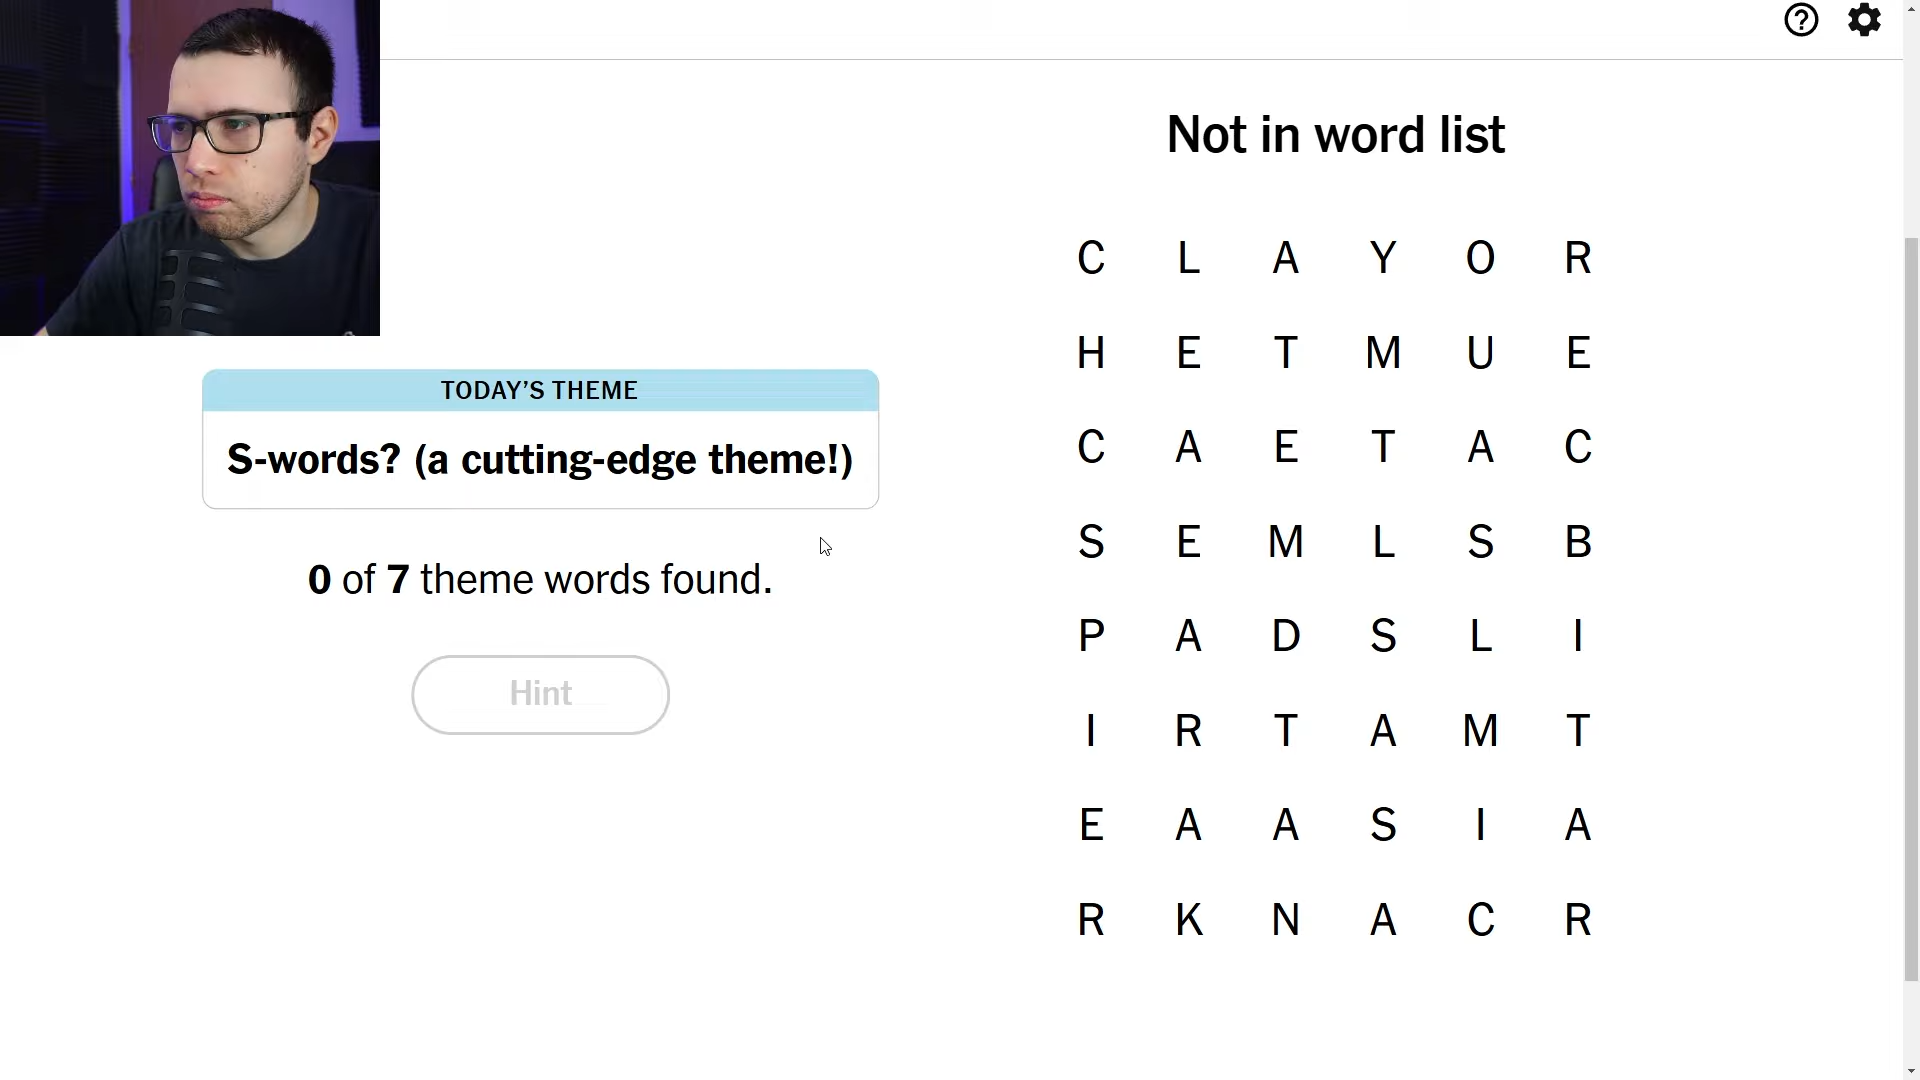 Not in word list
C L A Y O R
H E T M U E
C A E T A C
S E M L S B
P A D S L I
I R T A M T
E A A S I A
R K N A C R
TODAY'S THEME
S-words? (a cutting-edge theme!)
0 of 7 theme words found.
Hint
?